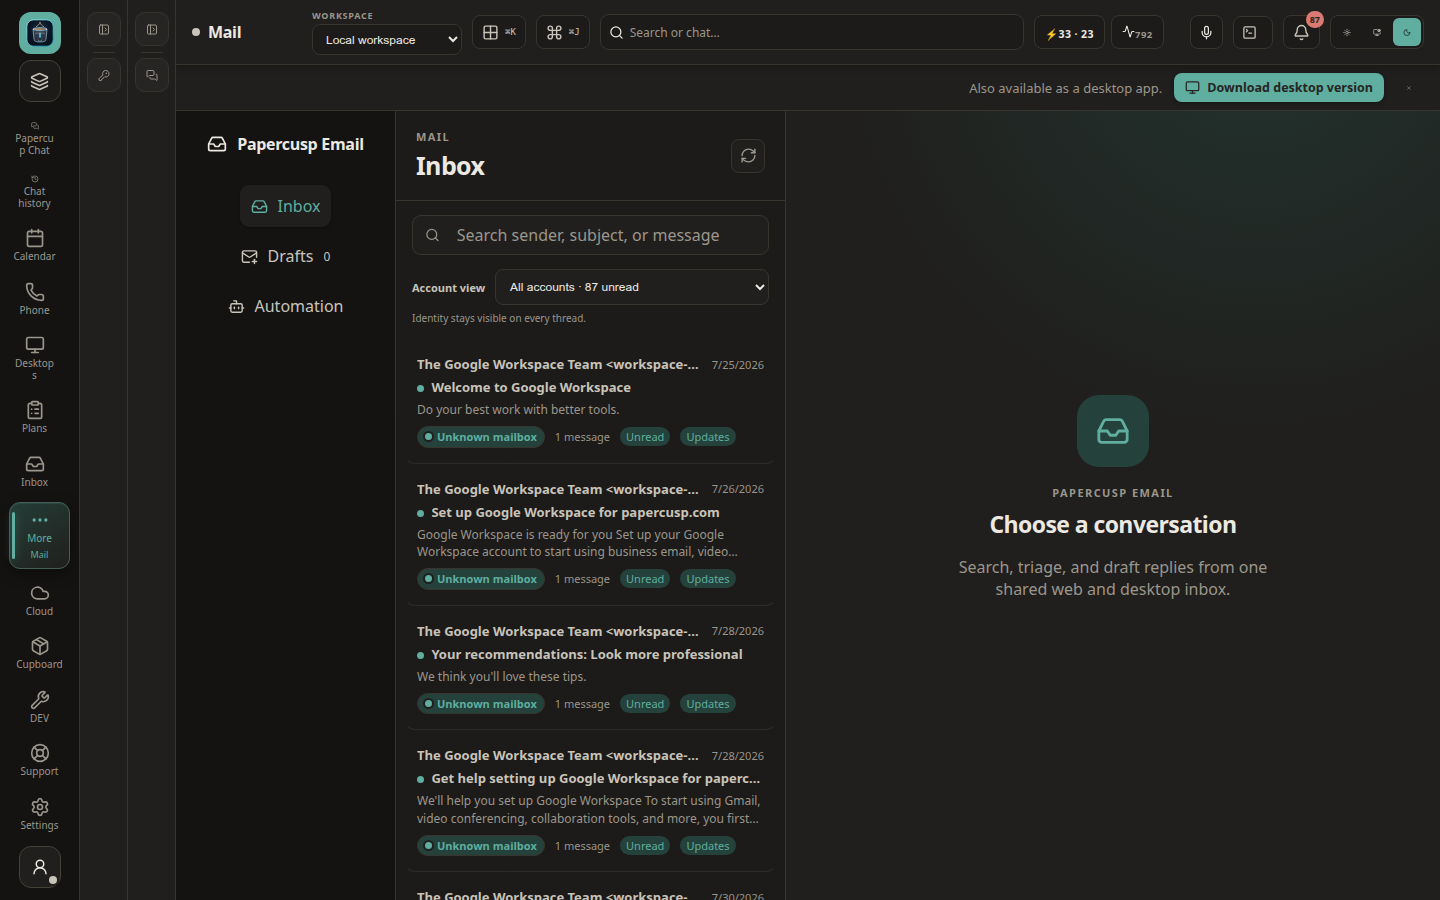 Mail
WORKSPACE
Local workspace
⌘K
⌘J
Search or chat...
⚡33 · 23
792
87
Also available as a desktop app.
Download desktop version
×
Papercu
p Chat
Chat
history
Calendar
Phone
Desktop
s
Plans
Inbox
More
Mail
Cloud
Cupboard
DEV
Support
Settings
Papercusp Email
Inbox
Drafts 0
Automation
MAIL
Inbox
Search sender, subject, or message
Account view
All accounts · 87 unread
Identity stays visible on every thread.
The Google Workspace Team <workspace-... 7/25/2026
Welcome to Google Workspace
Do your best work with better tools.
Unknown mailbox 1 message Unread Updates
The Google Workspace Team <workspace-... 7/26/2026
Set up Google Workspace for papercusp.com
Google Workspace is ready for you Set up your Google
Workspace account to start using business email, video...
Unknown mailbox 1 message Unread Updates
The Google Workspace Team <workspace-... 7/28/2026
Your recommendations: Look more professional
We think you'll love these tips.
Unknown mailbox 1 message Unread Updates
The Google Workspace Team <workspace-... 7/28/2026
Get help setting up Google Workspace for paperc...
We'll help you set up Google Workspace To start using Gmail,
video conferencing, collaboration tools, and more, you first...
Unknown mailbox 1 message Unread Updates
The Google Workspace Team <workspace- 7/30/2026
PAPERCUSP EMAIL
Choose a conversation
Search, triage, and draft replies from one
shared web and desktop inbox.